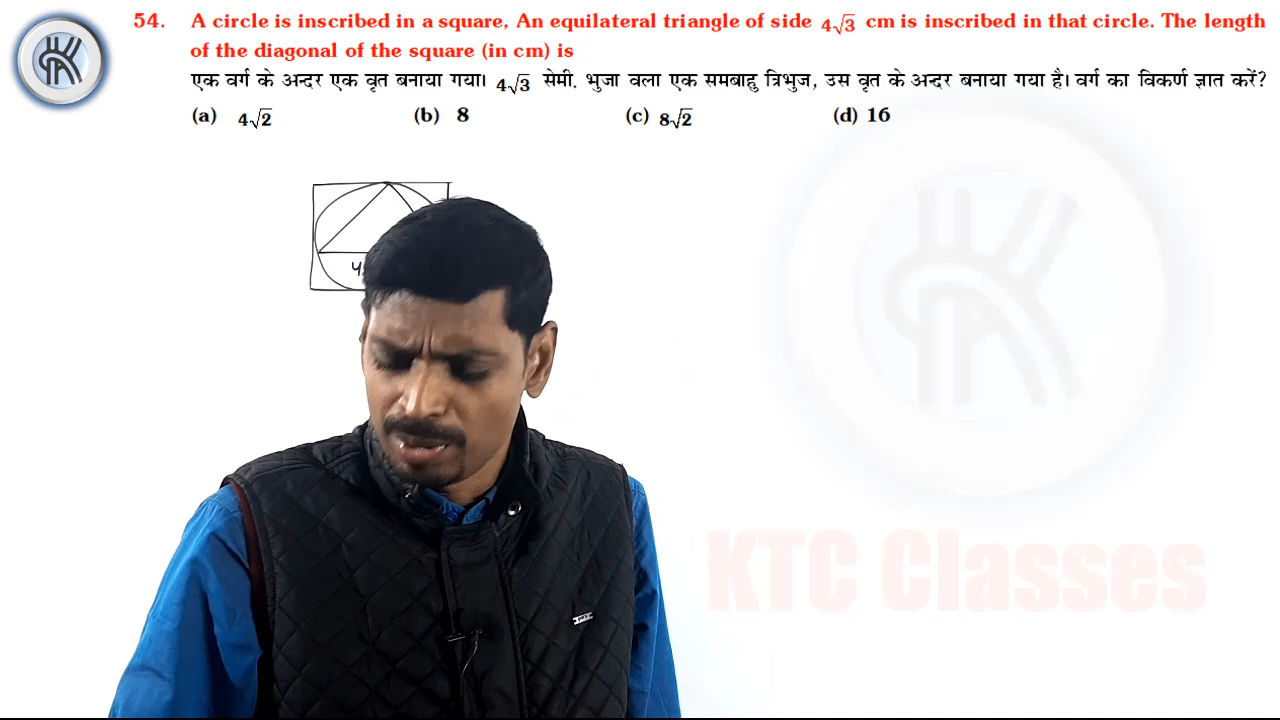 54. A circle is inscribed in a square, An equilateral triangle of side 4√3 cm is inscribed in that circle. The length
of the diagonal of the square (in cm) is
एक वर्ग के अन्दर एक वृत बनाया गया। 4√3 सेमी. भुजा वला एक समबाहु त्रिभुज, उस वृत के अन्दर बनाया गया है। वर्ग का विकर्ण ज्ञात करें?
(a) 4√2 (b) 8 (c) 8√2 (d) 16
4
KTC Classes